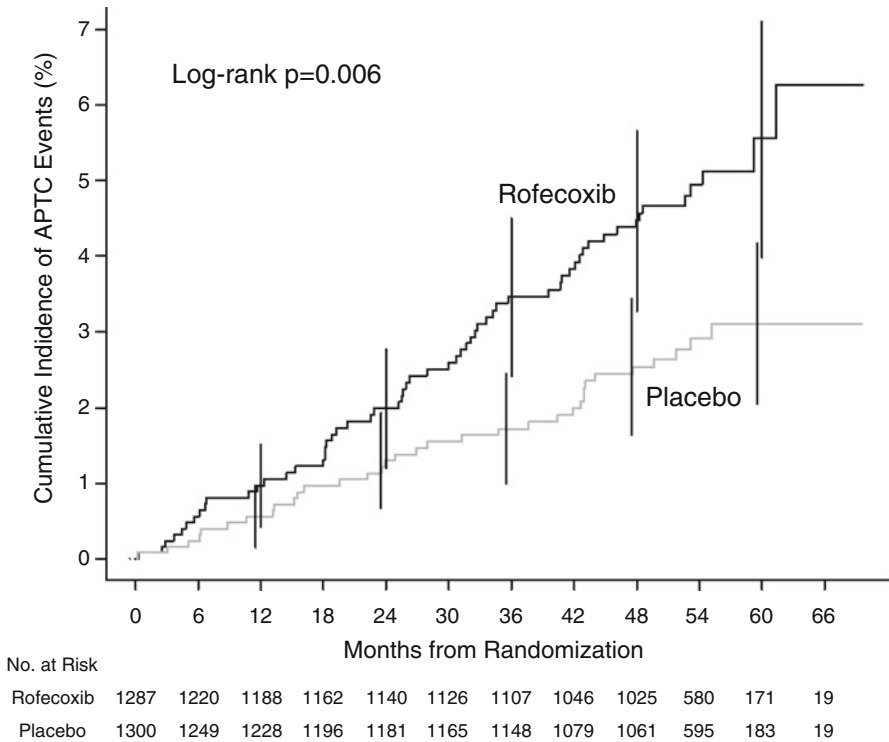 7
Log-rank p=0.006
6
5
Rofecoxib
4
3
Placebo
2
1
0
Cumulative Indidence of APTC Events (%)
0 6 12 18 24 30 36 42 48 54 60 66
Months from Randomization
No. at Risk
Rofecoxib 1287 1220 1188 1162 1140 1126 1107 1046 1025 580 171 19
Placebo 1300 1249 1228 1196 1181 1165 1148 1079 1061 595 183 19